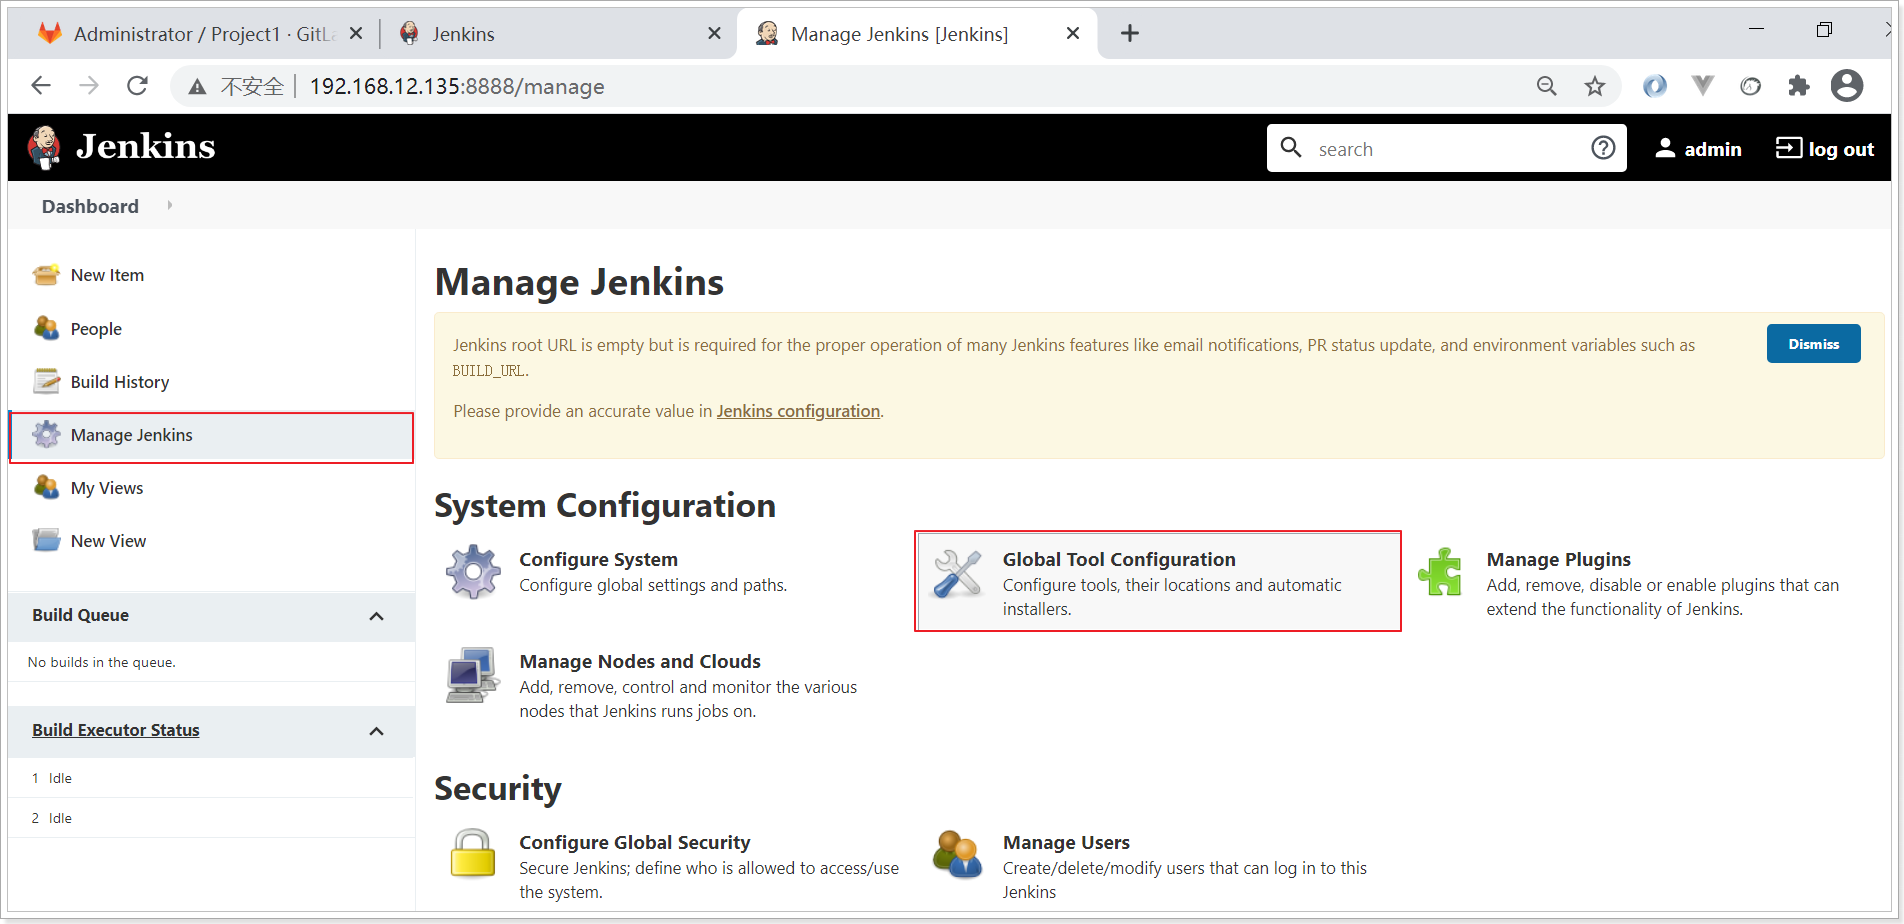 Administrator / Project1 · GitLa
Jenkins
Manage Jenkins [Jenkins]
不安全
192.168.12.135:8888/manage
Jenkins
search
admin
log out
Dashboard
New Item
People
Build History
Manage Jenkins
My Views
New View
Build Queue
No builds in the queue.
Build Executor Status
1 Idle
2 Idle
Manage Jenkins
Jenkins root URL is empty but is required for the proper operation of many Jenkins features like email notifications, PR status update, and environment variables such as
BUILD_URL.
Dismiss
Please provide an accurate value in Jenkins configuration.
System Configuration
Configure System
Configure global settings and paths.
Global Tool Configuration
Configure tools, their locations and automatic
installers.
Manage Plugins
Add, remove, disable or enable plugins that can
extend the functionality of Jenkins.
Manage Nodes and Clouds
Add, remove, control and monitor the various
nodes that Jenkins runs jobs on.
Security
Configure Global Security
Secure Jenkins; define who is allowed to access/use
the system.
Manage Users
Create/delete/modify users that can log in to this
Jenkins